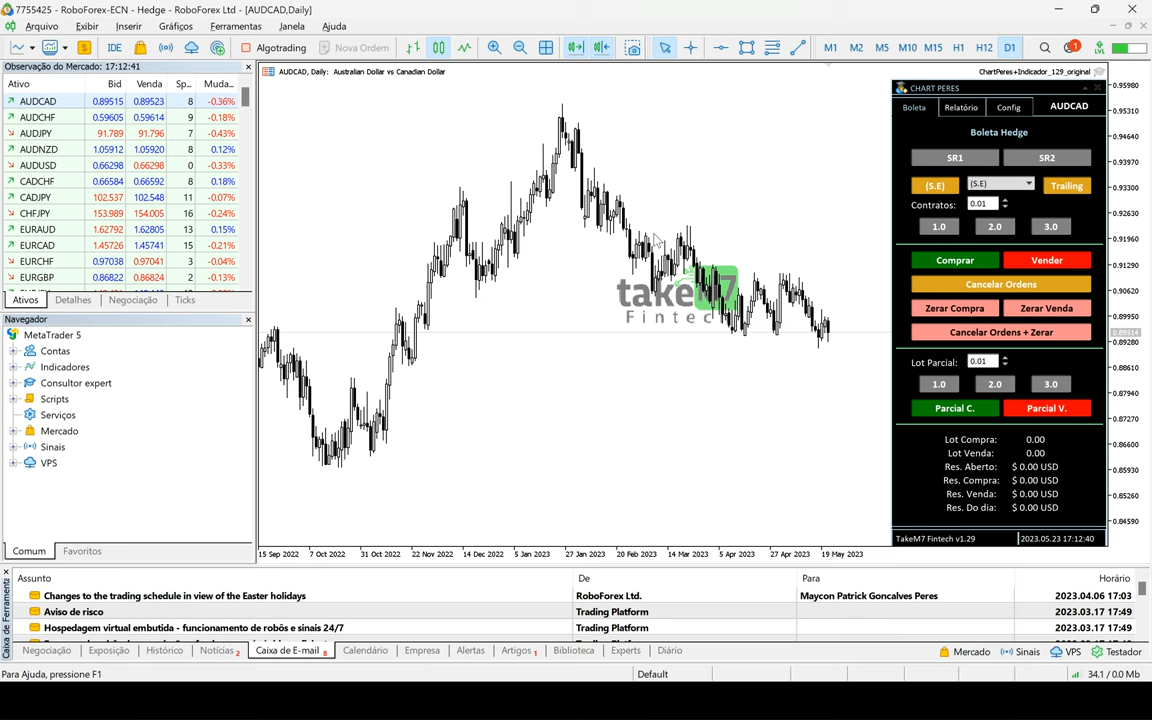 7755425 - RoboForex-ECN - Hedge - RoboForex Ltd - [AUDCAD,Daily]
Arquivo Exibir Inserir Gráficos Ferramentas Janela Ajuda
IDE Algotrading Nova Ordem M1 M2 M5 M10 M15 H1 H12 D1 1 LVL
Observação do Mercado: 17:12:41
Ativo Bid Venda Sp... Muda...
AUDCAD 0.89515 0.89523 8 -0.36%
AUDCHF 0.59605 0.59614 9 -0.18%
AUDJPY 91.789 91.796 7 -0.43%
AUDNZD 1.05912 1.05920 8 0.12%
AUDUSD 0.66298 0.66298 0 -0.33%
CADCHF 0.66584 0.66592 8 0.18%
CADJPY 102.537 102.548 11 -0.07%
CHFJPY 153.989 154.005 16 -0.24%
EURAUD 1.62792 1.62805 13 0.15%
EURCAD 1.45726 1.45741 15 -0.21%
EURCHF 0.97038 0.97041 3 -0.04%
EURGBP 0.86822 0.86824 2 -0.13%
Ativos Detalhes Negociação Ticks
Navegador
MetaTrader 5
Contas
Indicadores
Consultor expert
Scripts
Serviços
Mercado
Sinais
VPS
Comum Favoritos
AUDCAD, Daily: Australian Dollar vs Canadian Dollar
ChartPeres+Indicador_129_original
takeM7
Fintec
CHART PERES
Boleta Relatório Config AUDCAD
Boleta Hedge
SR1 SR2
(S.E) (S.E) Trailing
Contratos: 0.01
1.0 2.0 3.0
Comprar Vender
Cancelar Ordens
Zerar Compra Zerar Venda
Cancelar Ordens + Zerar
Lot Parcial: 0.01
1.0 2.0 3.0
Parcial C. Parcial V.
Lot Compra: 0.00
Lot Venda: 0.00
Res. Aberto: $ 0.00 USD
Res. Compra: $ 0.00 USD
Res. Venda: $ 0.00 USD
Res. Do dia: $ 0.00 USD
TakeM7 Fintech v1.29 2023.05.23 17:12:40
0.95980
0.95310
0.94640
0.93970
0.93300
0.92630
0.91960
0.91290
0.90620
0.89950
0.89514
0.89280
0.88610
0.87940
0.87270
0.86600
0.85930
0.85260
0.84590
15 Sep 2022 7 Oct 2022 31 Oct 2022 22 Nov 2022 14 Dec 2022 5 Jan 2023 27 Jan 2023 20 Feb 2023 14 Mar 2023 5 Apr 2023 27 Apr 2023 19 May 2023
Caixa de Ferramenta
Assunto De Para Horário
Changes to the trading schedule in view of the Easter holidays RoboForex Ltd. Maycon Patrick Goncalves Peres 2023.04.06 17:03
Aviso de risco Trading Platform 2023.03.17 17:49
Hospedagem virtual embutida - funcionamento de robôs e sinais 24/7 Trading Platform 2023.03.17 17:49
Negociação Exposição Histórico Notícias 2 Caixa de E-mail 8 Calendário Empresa Alertas Artigos 1 Biblioteca Experts Diário Mercado Sinais VPS Testador
Para Ajuda, pressione F1 Default 34.1 / 0.0 Mb